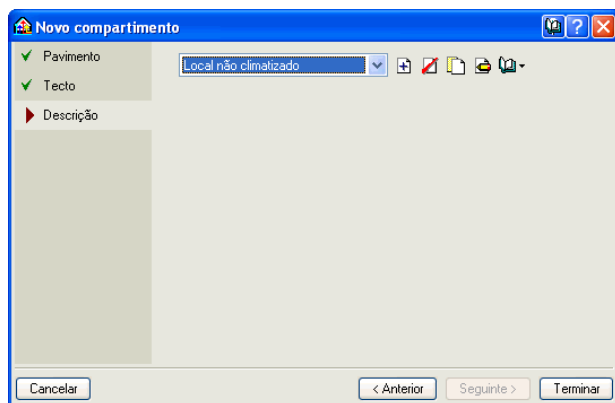 Novo compartimento
Pavimento
Tecto
Descrição
Local não climatizado
Cancelar
< Anterior
Seguinte >
Terminar